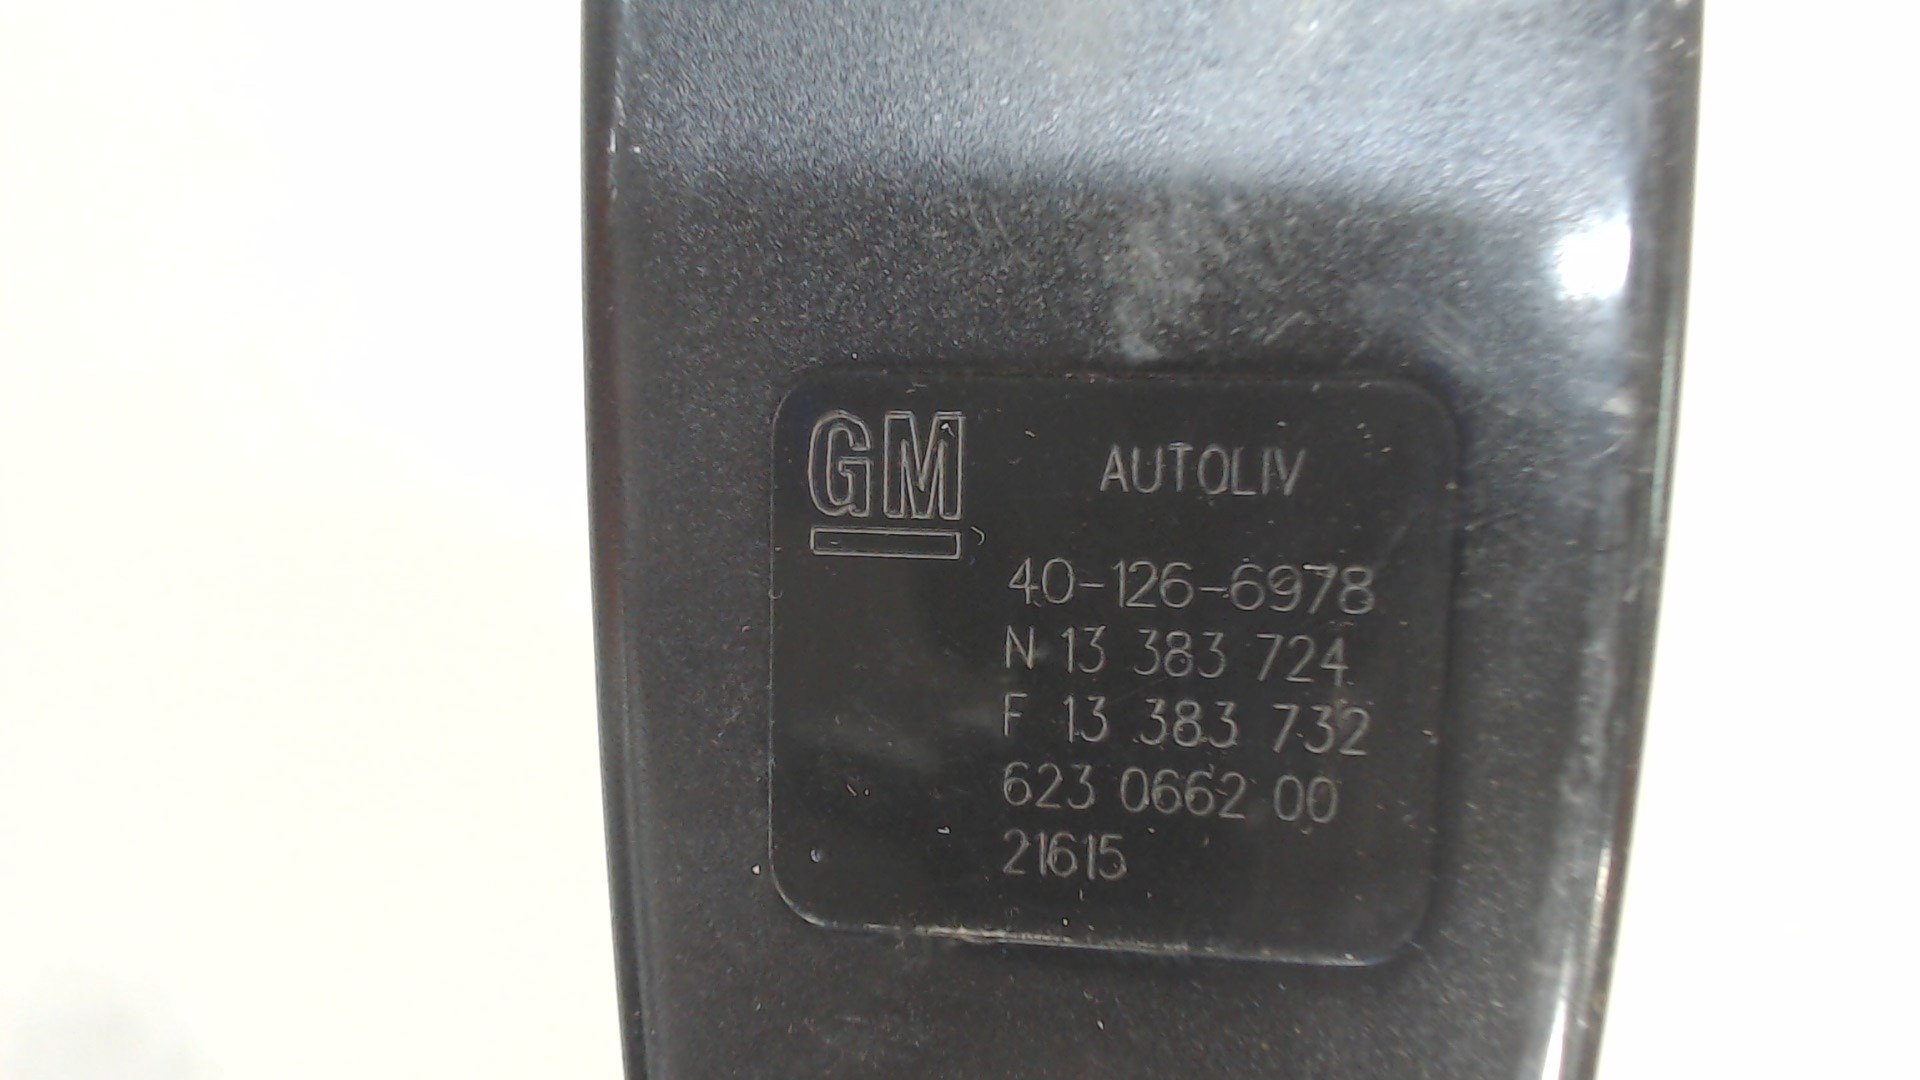 GM
AUTOLIV
40-126-6978
N 13 383 724
F 13 383 732
623 0662 00
21615